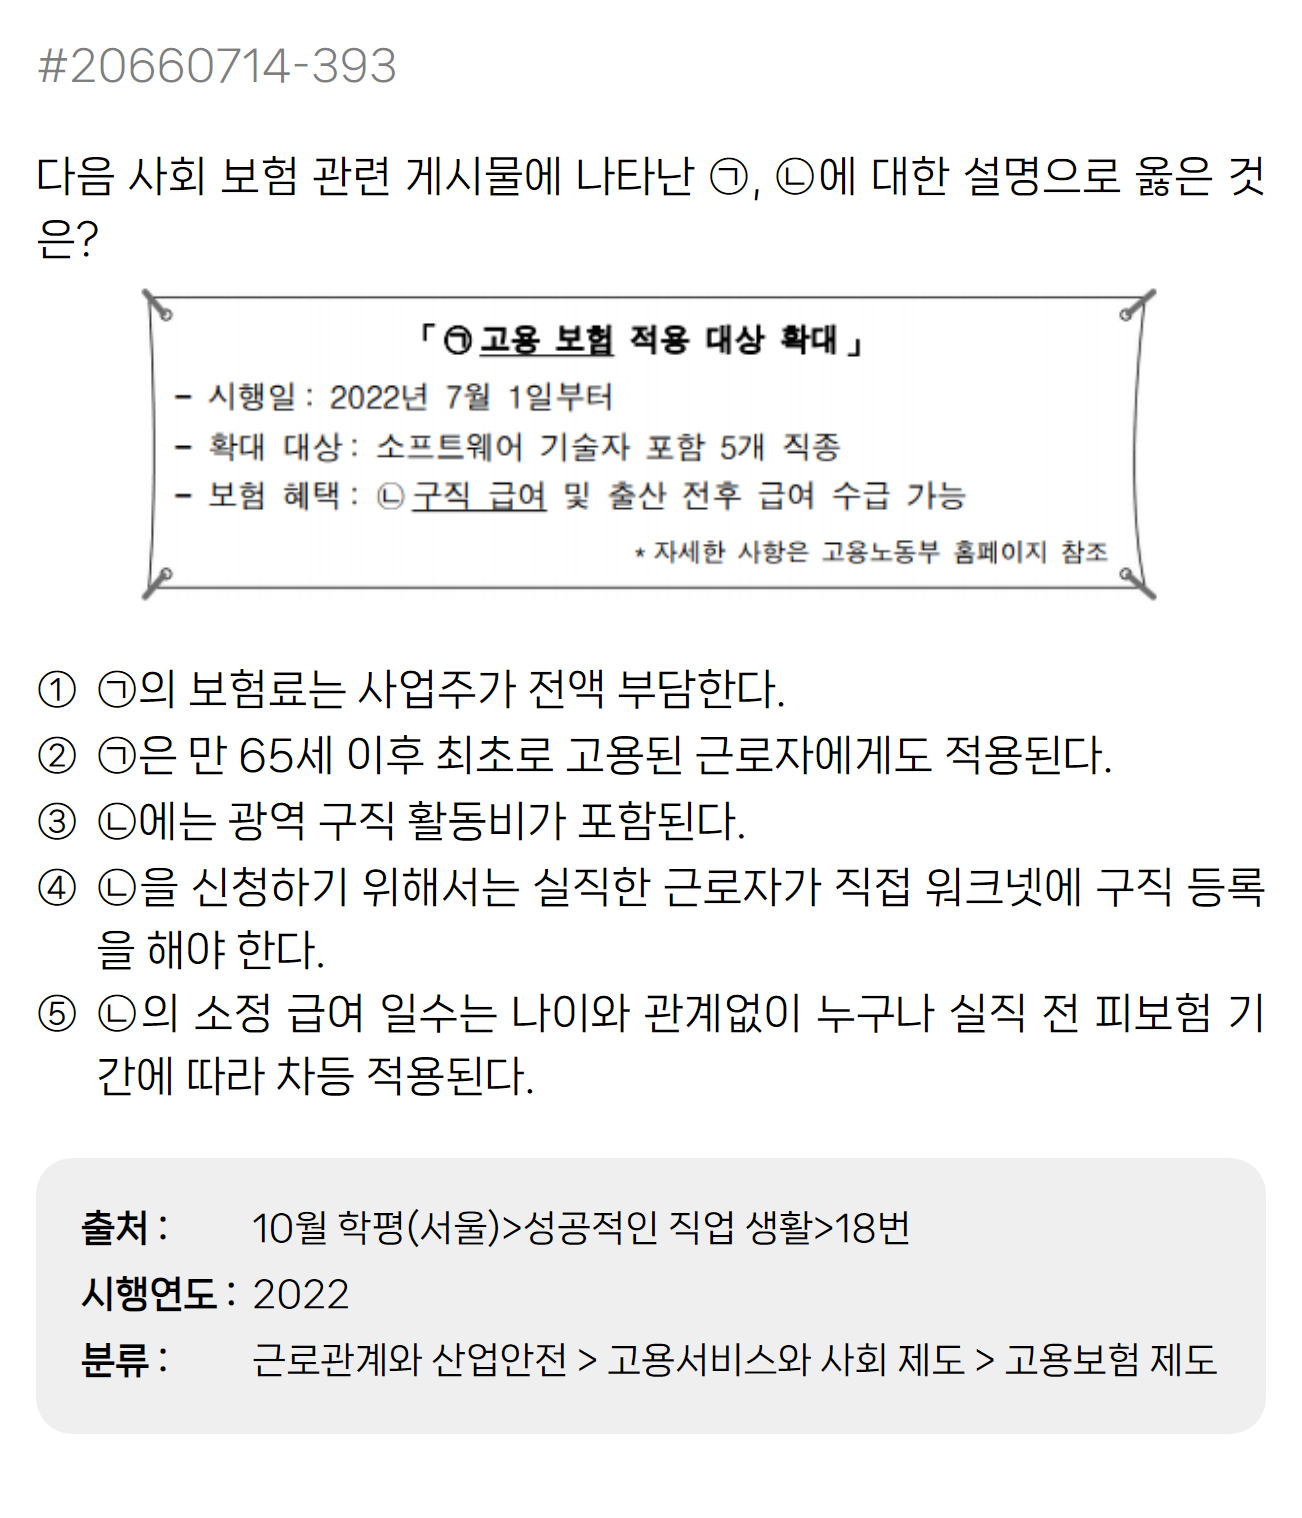 #20660714-393
다음 사회 보험 관련 게시물에 나타난 ㉠, ㉡에 대한 설명으로 옳은 것
은?
「㉠고용 보험 적용 대상 확대」
- 시행일: 2022년 7월 1일부터
- 확대 대상: 소프트웨어 기술자 포함 5개 직종
- 보험 혜택: ㉡구직 급여 및 출산 전후 급여 수급 가능
* 자세한 사항은 고용노동부 홈페이지 참조
① ㉠의 보험료는 사업주가 전액 부담한다.
② ㉠은 만 65세 이후 최초로 고용된 근로자에게도 적용된다.
③ ㉡에는 광역 구직 활동비가 포함된다.
④ ㉡을 신청하기 위해서는 실직한 근로자가 직접 워크넷에 구직 등록
을 해야 한다.
⑤ ㉡의 소정 급여 일수는 나이와 관계없이 누구나 실직 전 피보험 기
간에 따라 차등 적용된다.
출처 : 10월 학평(서울)>성공적인 직업 생활>18번
시행연도 : 2022
분류 : 근로관계와 산업안전 > 고용서비스와 사회 제도 > 고용보험 제도